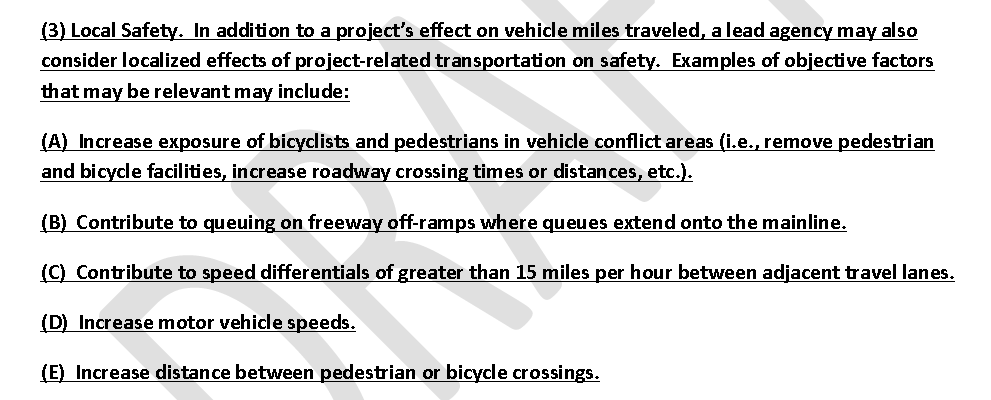 (3) Local Safety.  In addition to a project’s effect on vehicle miles traveled, a lead agency may also
consider localized effects of project-related transportation on safety.  Examples of objective factors
that may be relevant may include:
(A)  Increase exposure of bicyclists and pedestrians in vehicle conflict areas (i.e., remove pedestrian
and bicycle facilities, increase roadway crossing times or distances, etc.).
(B)  Contribute to queuing on freeway off-ramps where queues extend onto the mainline.
(C)  Contribute to speed differentials of greater than 15 miles per hour between adjacent travel lanes.
(D)  Increase motor vehicle speeds.
(E)  Increase distance between pedestrian or bicycle crossings.
DRAF